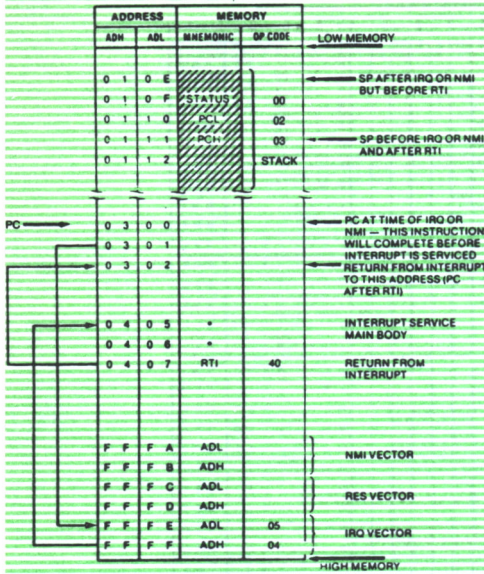 ADDRESS MEMORY
ADH ADL MNEMONIC OP CODE
LOW MEMORY
0 1 0 E SP AFTER IRQ OR NMI
BUT BEFORE RTI
0 1 0 F STATUS 00
0 1 1 0 PCL 02
0 1 1 1 PCH 03 SP BEFORE IRQ OR NMI
AND AFTER RTI
0 1 1 2 STACK
PC 0 3 0 0 PC AT TIME OF IRQ OR
NMI — THIS INSTRUCTION
0 3 0 1 WILL COMPLETE BEFORE
INTERRUPT IS SERVICED
0 3 0 2 RETURN FROM INTERRUPT
TO THIS ADDRESS (PC
AFTER RTI)
0 4 0 5 • INTERRUPT SERVICE
MAIN BODY
0 4 0 6 •
0 4 0 7 RTI 40 RETURN FROM
INTERRUPT
F F F A ADL
NMI VECTOR
F F F B ADH
F F F C ADL
RES VECTOR
F F F D ADH
F F F E ADL 05
IRQ VECTOR
F F F F ADH 04
HIGH MEMORY